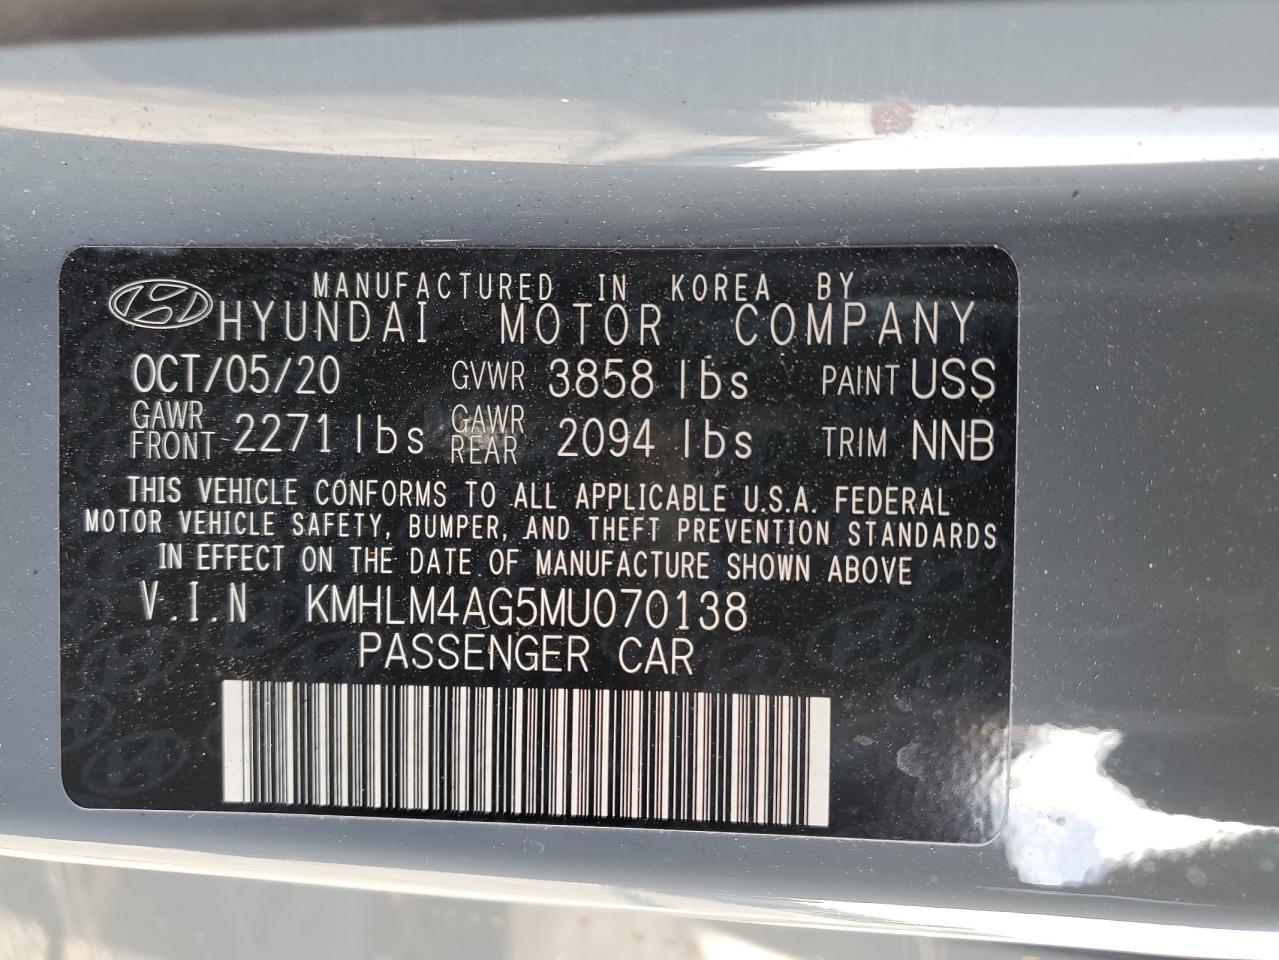 MANUFACTURED IN KOREA BY
HYUNDAI MOTOR COMPANY
OCT/05/20 GVWR 3858 lbs PAINT USS
GAWR FRONT 2271 lbs GAWR REAR 2094 lbs TRIM NNB
THIS VEHICLE CONFORMS TO ALL APPLICABLE U.S.A. FEDERAL
MOTOR VEHICLE SAFETY, BUMPER, AND THEFT PREVENTION STANDARDS
IN EFFECT ON THE DATE OF MANUFACTURE SHOWN ABOVE
V.I.N KMHLM4AG5MU070138
PASSENGER CAR